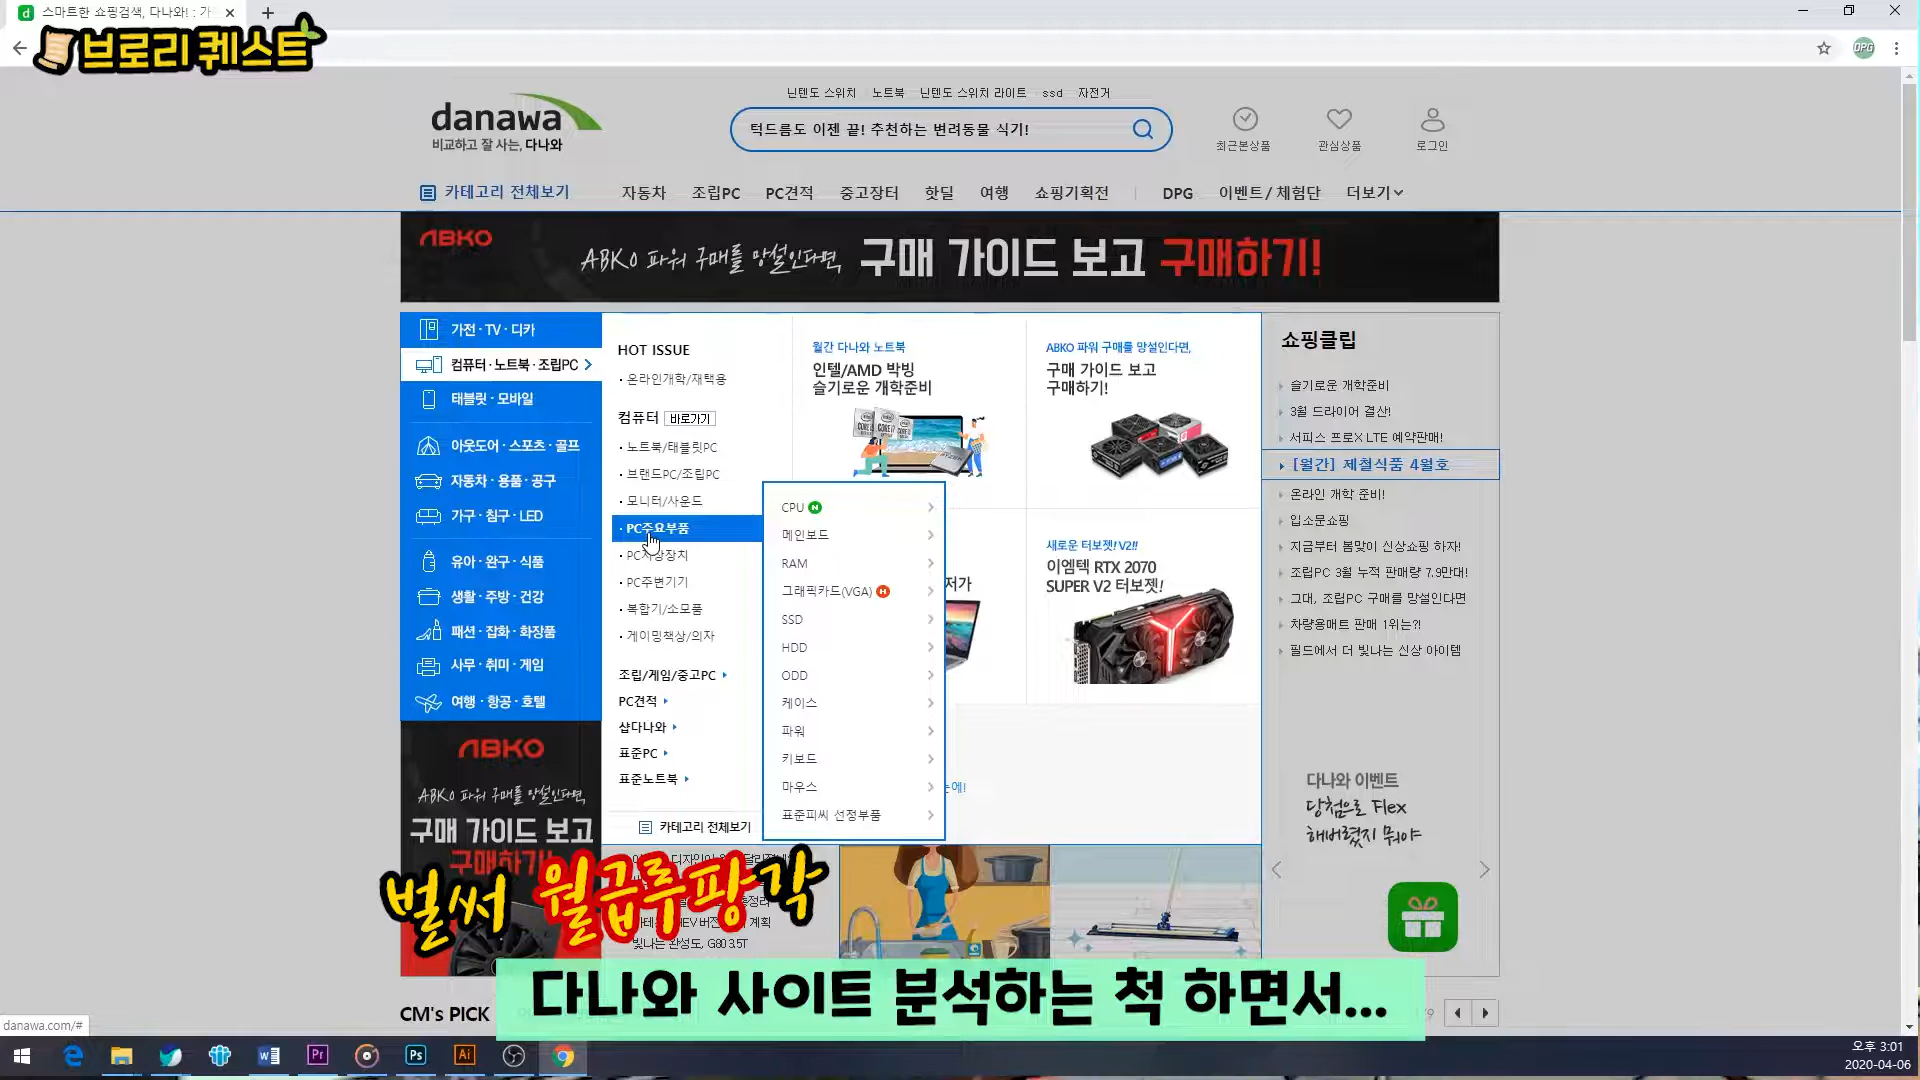 스마트한 쇼핑검색, 다나와! : 가
브로리 퀘스트
DPG
danawa
비교하고 잘 사는, 다나와
닌텐도 스위치 노트북 닌텐도 스위치 라이트 ssd 자전거
턱드름도 이젠 끝! 추천하는 반려동물 식기!
최근본상품 관심상품 로그인
카테고리 전체보기 자동차 조립PC PC견적 중고장터 핫딜 여행 쇼핑기획전 DPG 이벤트/체험단 더보기
ABKO
ABKO 파워 구매를 망설인다면, 구매 가이드 보고 구매하기!
가전·TV·디카
컴퓨터·노트북·조립PC
태블릿·모바일
아웃도어·스포츠·골프
자동차·용품·공구
가구·침구·LED
유아·완구·식품
생활·주방·건강
패션·잡화·화장품
사무·취미·게임
여행·항공·호텔
HOT ISSUE
· 온라인개학/재택용
컴퓨터 바로가기
· 노트북/태블릿PC
· 브랜드PC/조립PC
· 모니터/사운드
· PC주요부품
· PC저장장치
· PC주변기기
· 복합기/소모품
· 게이밍책상/의자
조립/게임/중고PC
PC견적
샵다나와
표준PC
표준노트북
카테고리 전체보기
CPU N
메인보드
RAM
그래픽카드(VGA) H
SSD
HDD
ODD
케이스
파워
키보드
마우스
표준피씨 선정부품
월간 다나와 노트북
인텔/AMD 박빙
슬기로운 개학준비
ABKO 파워 구매를 망설인다면,
구매 가이드 보고
구매하기!
저가
새로운 터보젯! V2!!
이엠텍 RTX 2070
SUPER V2 터보젯!
눈에!
쇼핑클립
슬기로운 개학준비
3월 드라이어 결산!
서피스 프로X LTE 예약판매!
[월간] 제철식품 4월호
온라인 개학 준비!
입소문쇼핑
지금부터 봄맞이 신상쇼핑 하자!
조립PC 3월 누적 판매량 7.9만대!
그대, 조립PC 구매를 망설인다면
차량용매트 판매 1위는?!
필드에서 더 빛나는 신상 아이템
다나와 이벤트
당첨으로 Flex
해버렸지 뭐야
ABKO
ABKO 파워 구매를 망설인다면,
구매 가이드 보고
구매하기!
빛나는 완성도, G80 3.5T
벌써 월급루팡각
다나와 사이트 분석하는 척 하면서...
CM's PICK
danawa.com/#
오후 3:01
2020-04-06